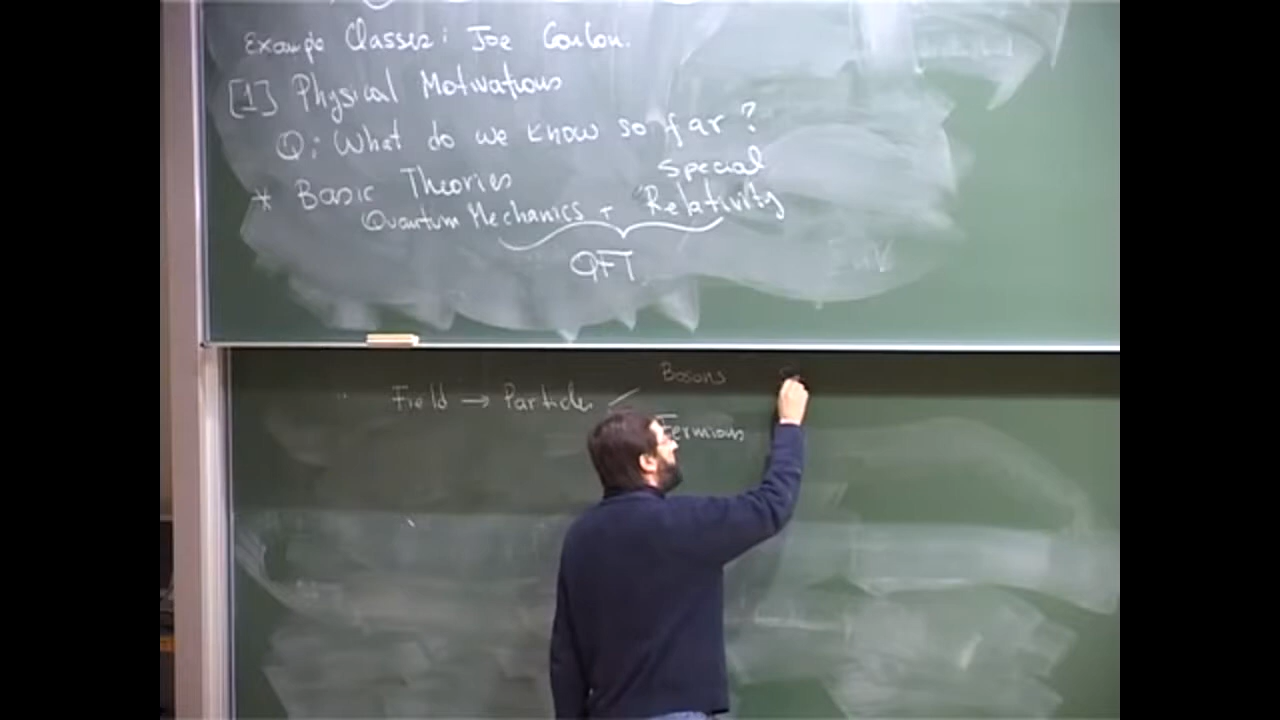 Example Classes: Joe Conlon.
[1] Physical Motivations
Q: What do we know so far?
* Basic Theories
Quantum Mechanics + Special Relativity
QFT
Field → Particles
Bosons
Fermions